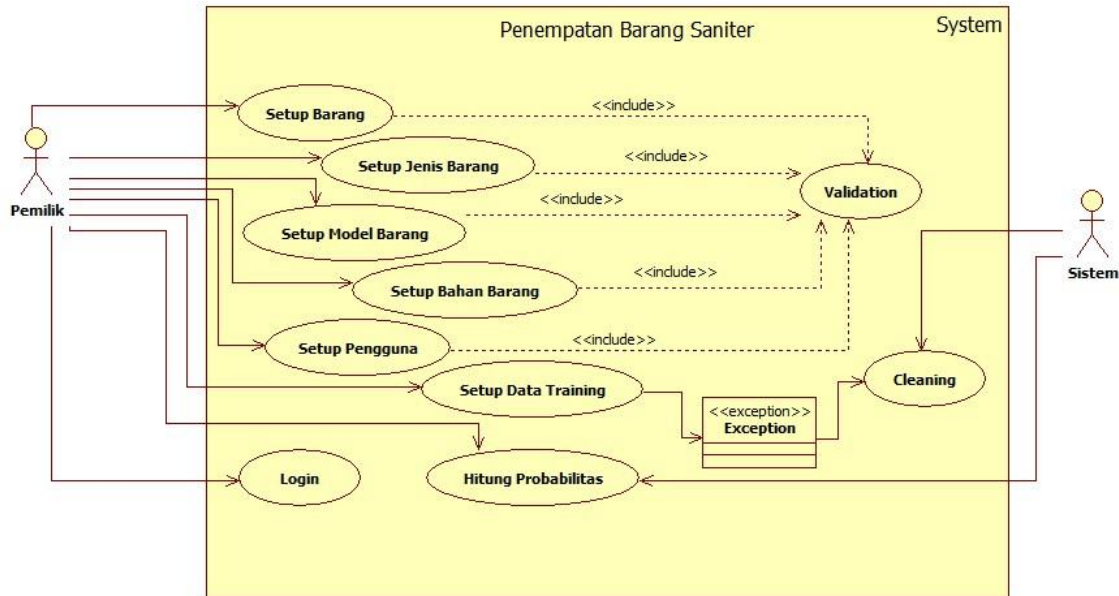 Penempatan Barang Saniter
System
Setup Barang
<<include>>
Pemilik
Setup Jenis Barang
<<include>>
Validation
Setup Model Barang
<<include>>
Sistem
Setup Bahan Barang
<<include>>
Setup Pengguna
<<include>>
Setup Data Training
<<exception>>
Exception
Cleaning
Login
Hitung Probabilitas